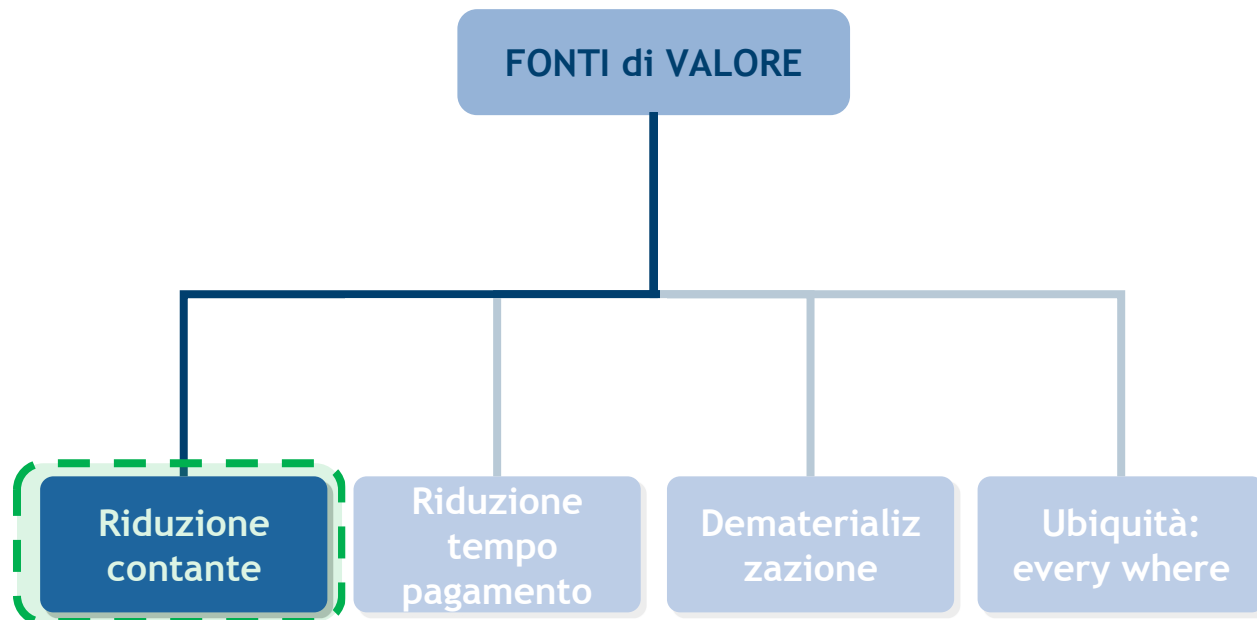 FONTI di VALORE
Riduzione
contante
Riduzione
tempo
pagamento
Dematerializ
zazione
Ubiquità:
every where